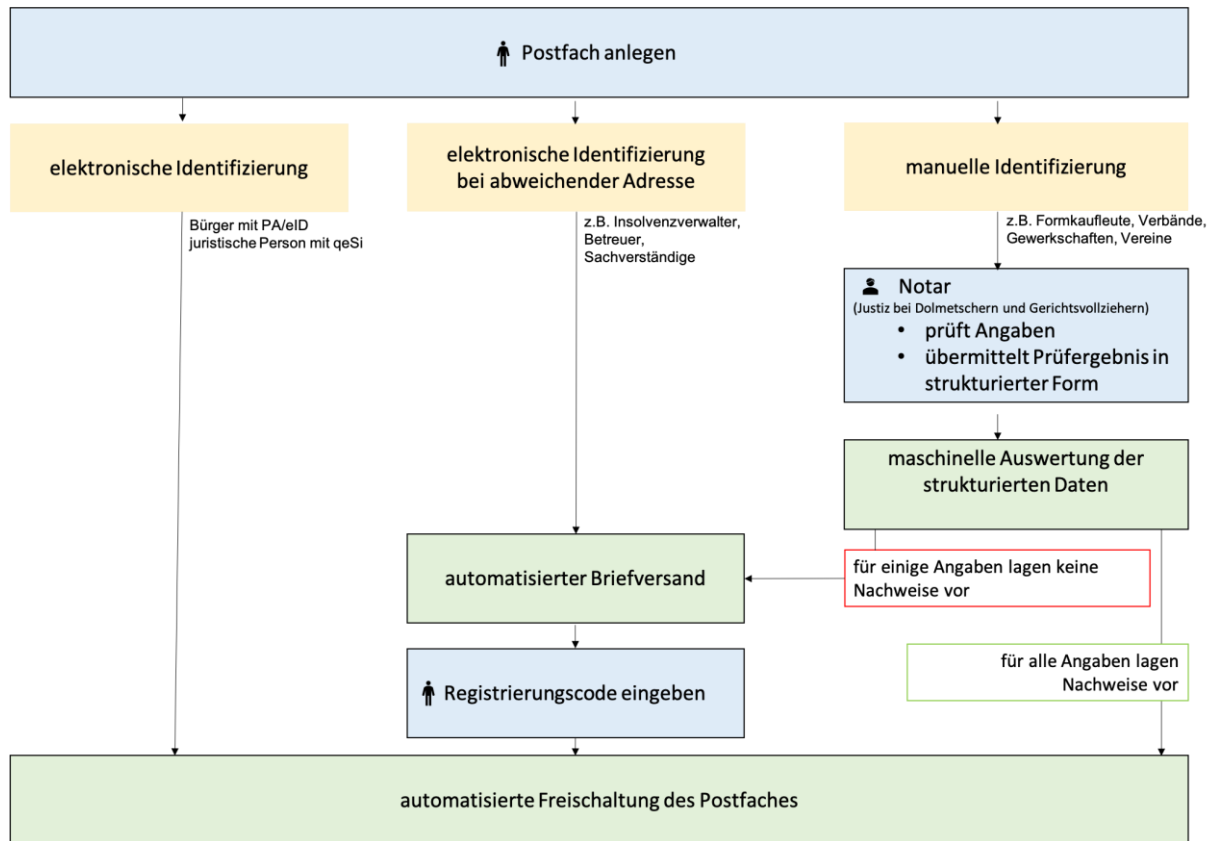 Postfach anlegen
elektronische Identifizierung
elektronische Identifizierung
bei abweichender Adresse
manuelle Identifizierung
Bürger mit PA/eID
juristische Person mit qeSi
z.B. Insolvenzverwalter,
Betreuer,
Sachverständige
z.B. Formkaufleute, Verbände,
Gewerkschaften, Vereine
Notar
(Justiz bei Dolmetschern und Gerichtsvollziehern)
• prüft Angaben
• übermittelt Prüfergebnis in
strukturierter Form
maschinelle Auswertung der
strukturierten Daten
automatisierter Briefversand
für einige Angaben lagen keine
Nachweise vor
Registrierungscode eingeben
für alle Angaben lagen
Nachweise vor
automatisierte Freischaltung des Postfaches